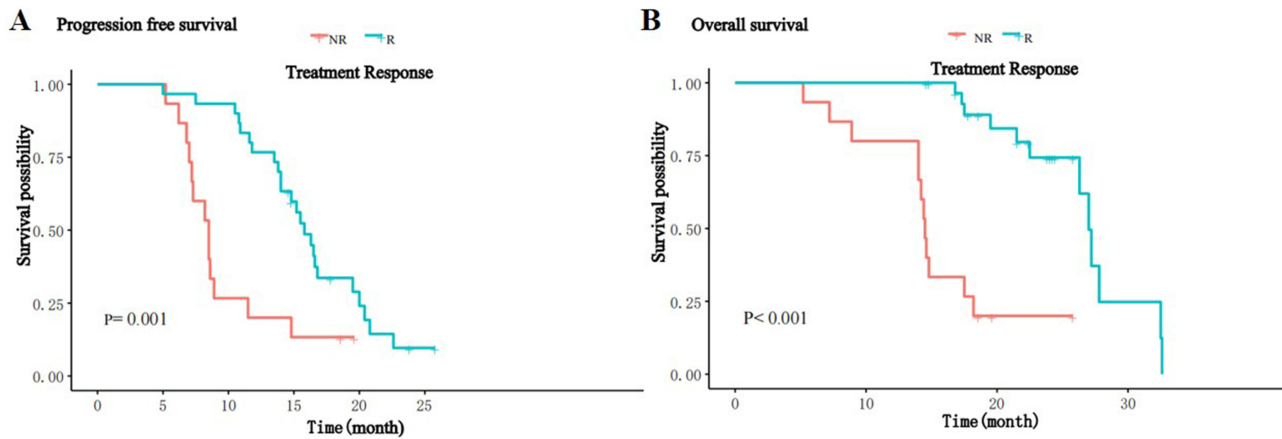 A Progression free survival
NR R
Treatment Response
1.00
0.75
0.50
0.25
0.00
Survival possibility
P= 0.001
0 5 10 15 20 25
Time(month)
B Overall survival
NR R
Treatment Response
1.00
0.75
0.50
0.25
0.00
Survival possibility
P< 0.001
0 10 20 30
Time(month)